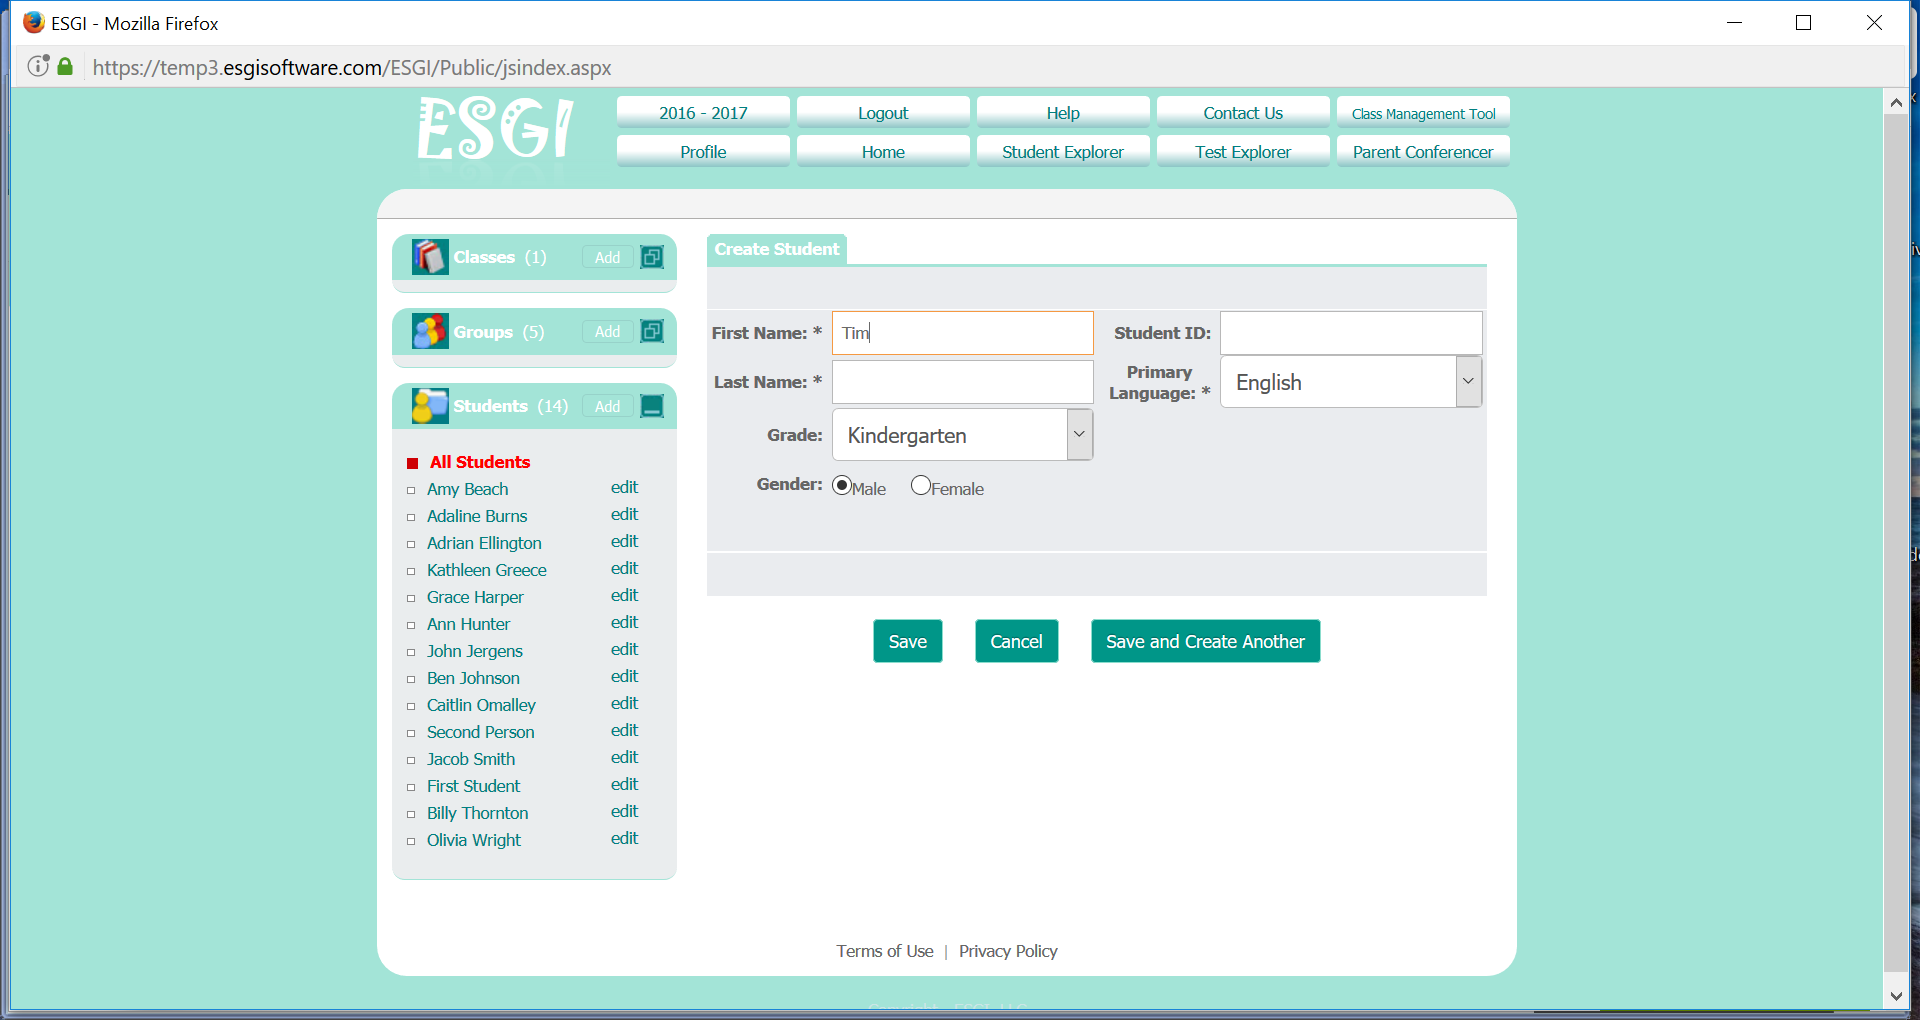 ESGI - Mozilla Firefox
https://temp3.esgisoftware.com/ESGI/Public/jsindex.aspx
ESGI
2016 - 2017 Logout Help Contact Us Class Management Tool
Profile Home Student Explorer Test Explorer Parent Conferencer
Classes (1) Add
Groups (5) Add
Students (14) Add
All Students
Amy Beach edit
Adaline Burns edit
Adrian Ellington edit
Kathleen Greece edit
Grace Harper edit
Ann Hunter edit
John Jergens edit
Ben Johnson edit
Caitlin Omalley edit
Second Person edit
Jacob Smith edit
First Student edit
Billy Thornton edit
Olivia Wright edit
Create Student
First Name: * Tim Student ID:
Last Name: * Primary Language: * English
Grade: Kindergarten
Gender: Male Female
Save Cancel Save and Create Another
Terms of Use | Privacy Policy